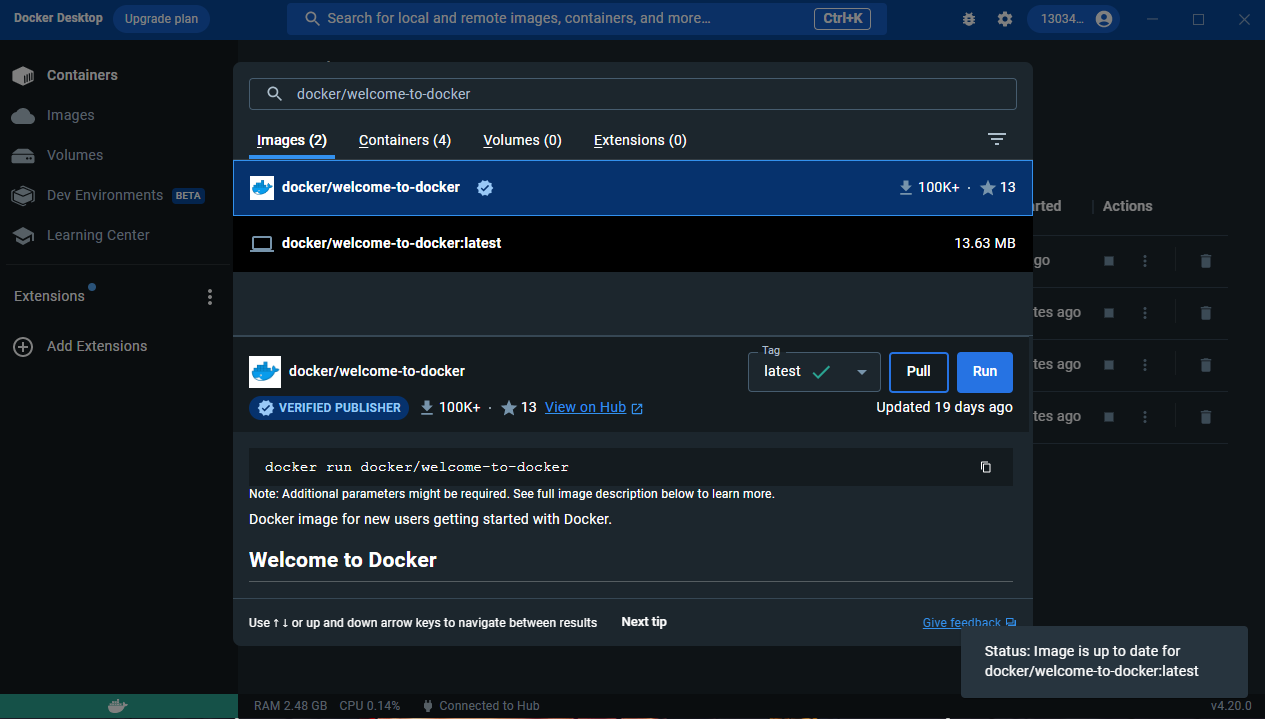 Docker Desktop
Upgrade plan
Search for local and remote images, containers, and more...
Ctrl+K
13034...
Containers
Images
Volumes
Dev Environments
BETA
Learning Center
Extensions
Add Extensions
docker/welcome-to-docker
Images (2)
Containers (4)
Volumes (0)
Extensions (0)
docker/welcome-to-docker
100K+ · 13
docker/welcome-to-docker:latest
13.63 MB
rted
Actions
go
tes ago
tes ago
tes ago
docker/welcome-to-docker
Tag
latest
Pull
Run
VERIFIED PUBLISHER
100K+ · 13
View on Hub
Updated 19 days ago
docker run docker/welcome-to-docker
Note: Additional parameters might be required. See full image description below to learn more.
Docker image for new users getting started with Docker.
Welcome to Docker
Use ↑ ↓ or up and down arrow keys to navigate between results
Next tip
Give feedback
Status: Image is up to date for
docker/welcome-to-docker:latest
RAM 2.48 GB
CPU 0.14%
Connected to Hub
v4.20.0